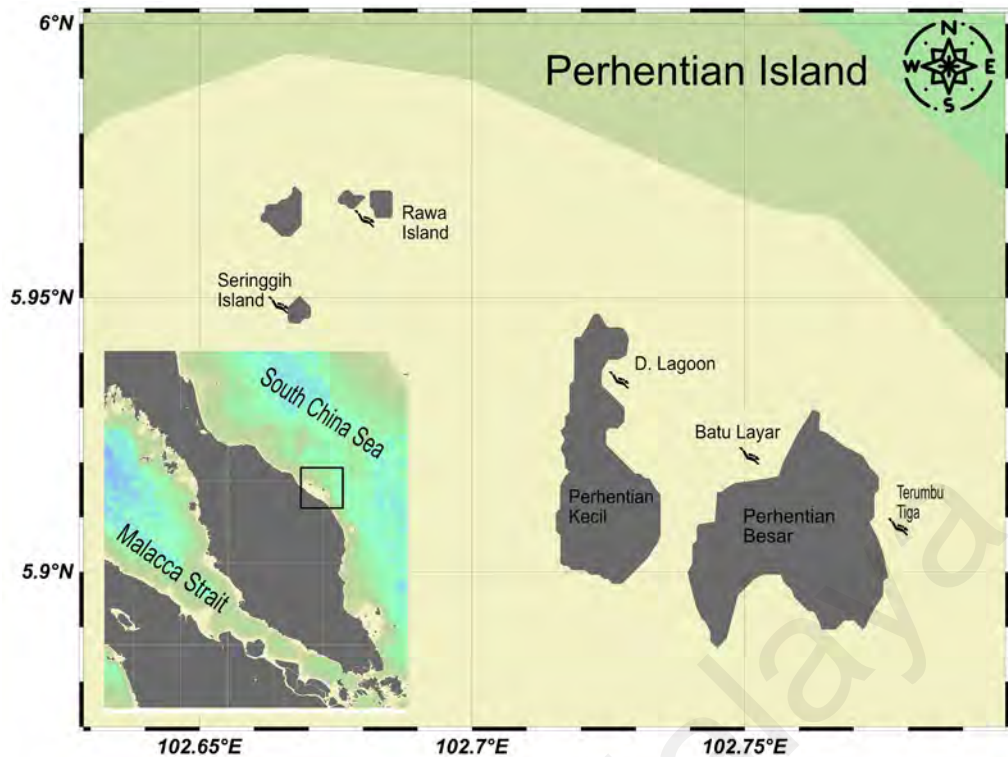 6°N
Perhentian Island
N
W
E
S
Rawa
Island
5.95°N
Seringgih
Island
D. Lagoon
South China Sea
Batu Layar
Perhentian
Kecil
Terumbu
Tiga
Perhentian
Besar
Malacca Strait
5.9°N
laya
102.65°E
102.7°E
102.75°E